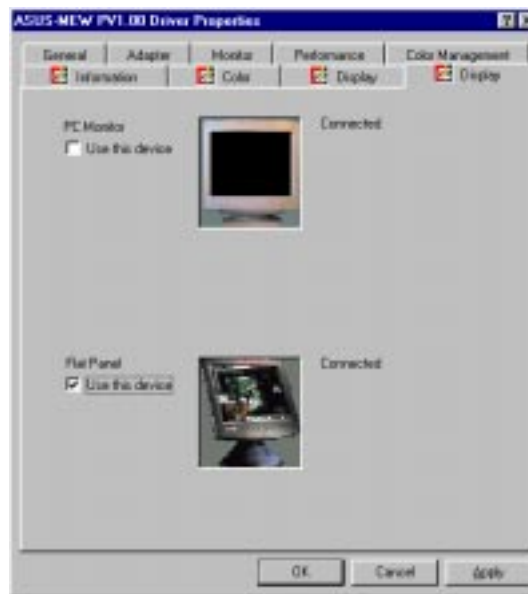 ASUS-MEW PV1.00 Driver Properties
General Adapter Monitor Performance Color Management
Information Color Display Display
PC Monitor
Connected
Use this device
Flat Panel
Connected
Use this device
OK Cancel Apply